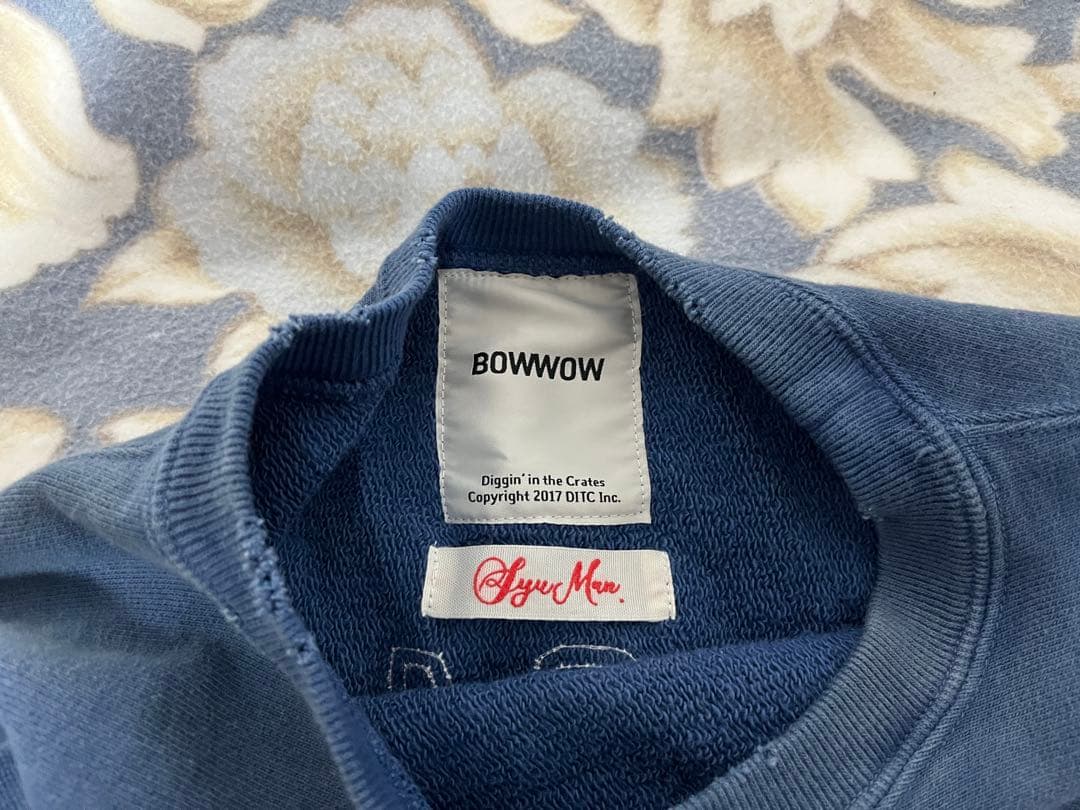 BOWWOW
Diggin' in the Crates
Copyright 2017 DITC Inc.
Syu Man.